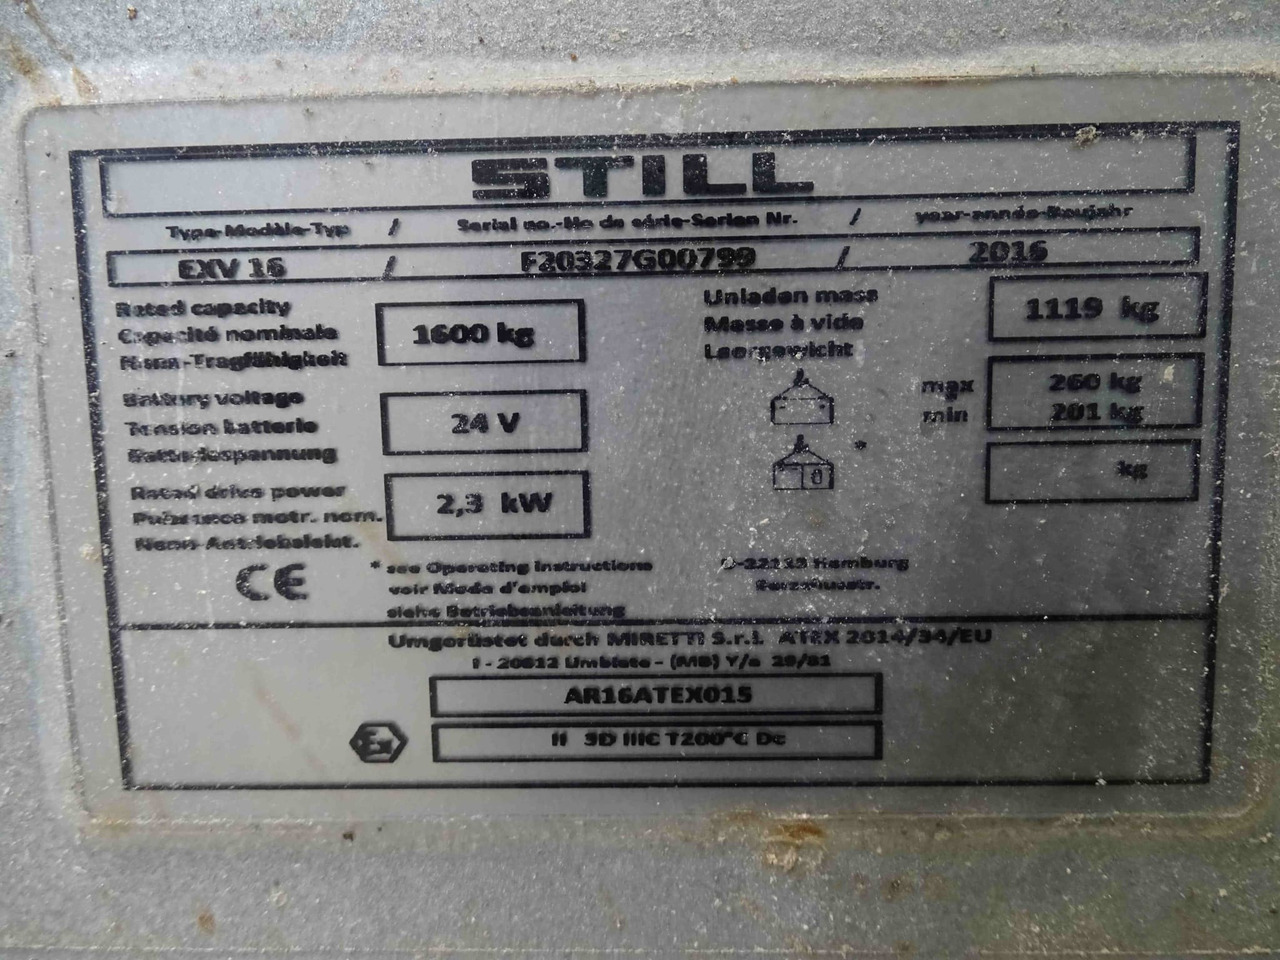 STILL
Type-Modèle-Typ / Serial no.-No de série-Serien Nr. / year-année-Baujahr
EXV 16 / F20327G00799 / 2016
Rated capacity
Capacité nominale
Nenn-Tragfähigkeit
1600 kg
Unladen mass
Masse à vide
Leergewicht
1119 kg
Battery voltage
Tension batterie
Batteriespannung
24 V
max 260 kg
min 201 kg
*
kg
Rated drive power
Puissance motr. nom.
Nenn-Antriebsleist.
2,3 kW
CE
* see Operating instructions
voir Mode d'emploi
siehe Betriebsanleitung
D-22113 Hamburg
Umgerüstet durch MIRETTI S.r.l. ATEX 2014/34/EU
I - 20812 Limbiate - (MB) V/e 29/81
AR16ATEX015
Ex
II 3D IIIC T200°C Dc